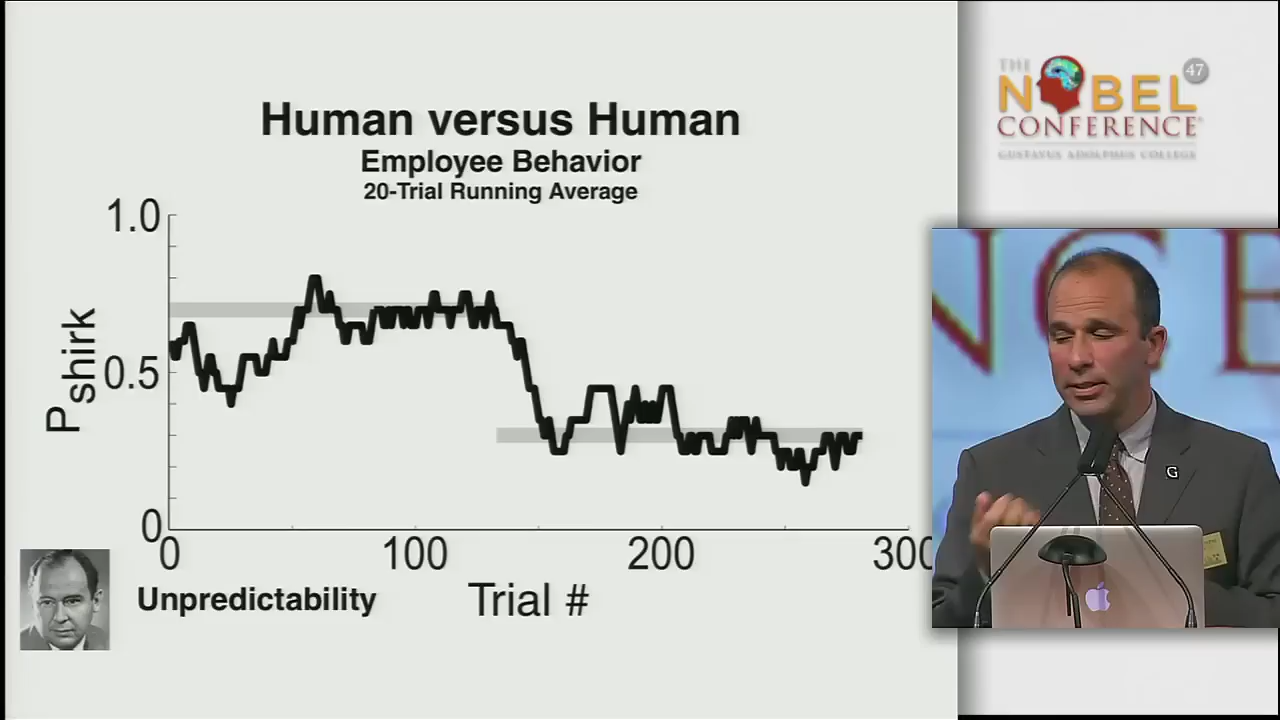 Human versus Human
Employee Behavior
20-Trial Running Average
1.0
0.5
0
Pshirk
0 100 200 300
Trial #
Unpredictability
THE
NOBEL
47
CONFERENCE
GUSTAVUS ADOLPHUS COLLEGE
NCE
G